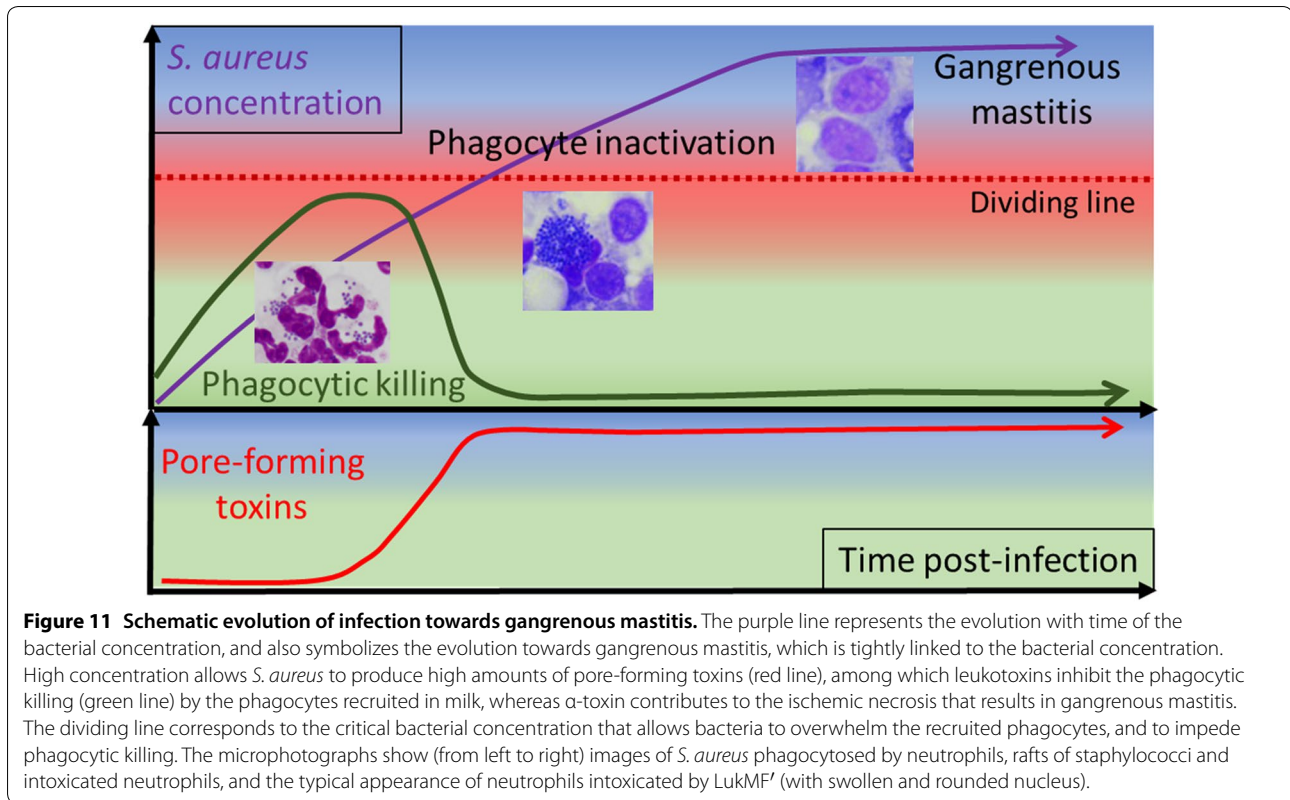 S. aureus
concentration
Gangrenous
mastitis
Phagocyte inactivation
Dividing line
Phagocytic killing
Pore-forming
toxins
Time post-infection
Figure 11 Schematic evolution of infection towards gangrenous mastitis. The purple line represents the evolution with time of the
bacterial concentration, and also symbolizes the evolution towards gangrenous mastitis, which is tightly linked to the bacterial concentration.
High concentration allows S. aureus to produce high amounts of pore-forming toxins (red line), among which leukotoxins inhibit the phagocytic
killing (green line) by the phagocytes recruited in milk, whereas α-toxin contributes to the ischemic necrosis that results in gangrenous mastitis.
The dividing line corresponds to the critical bacterial concentration that allows bacteria to overwhelm the recruited phagocytes, and to impede
phagocytic killing. The microphotographs show (from left to right) images of S. aureus phagocytosed by neutrophils, rafts of staphylococci and
intoxicated neutrophils, and the typical appearance of neutrophils intoxicated by LukMF′ (with swollen and rounded nucleus).